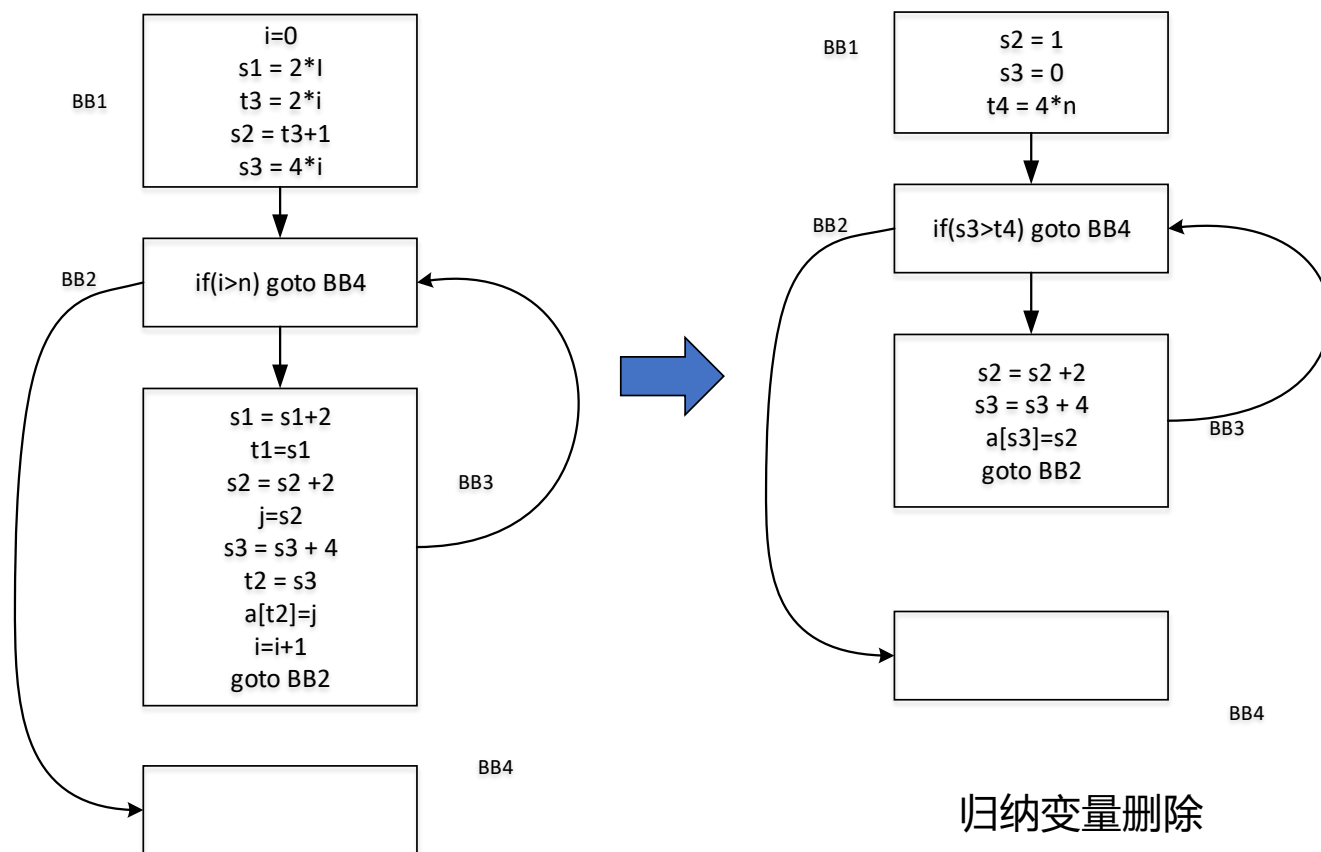 BB1
i=0
s1 = 2*I
t3 = 2*i
s2 = t3+1
s3 = 4*i
BB2
if(i>n) goto BB4
s1 = s1+2
t1=s1
s2 = s2 +2
j=s2
s3 = s3 + 4
t2 = s3
a[t2]=j
i=i+1
goto BB2
BB3
BB4
BB1
s2 = 1
s3 = 0
t4 = 4*n
BB2
if(s3>t4) goto BB4
s2 = s2 +2
s3 = s3 + 4
a[s3]=s2
goto BB2
BB3
BB4
归纳变量删除